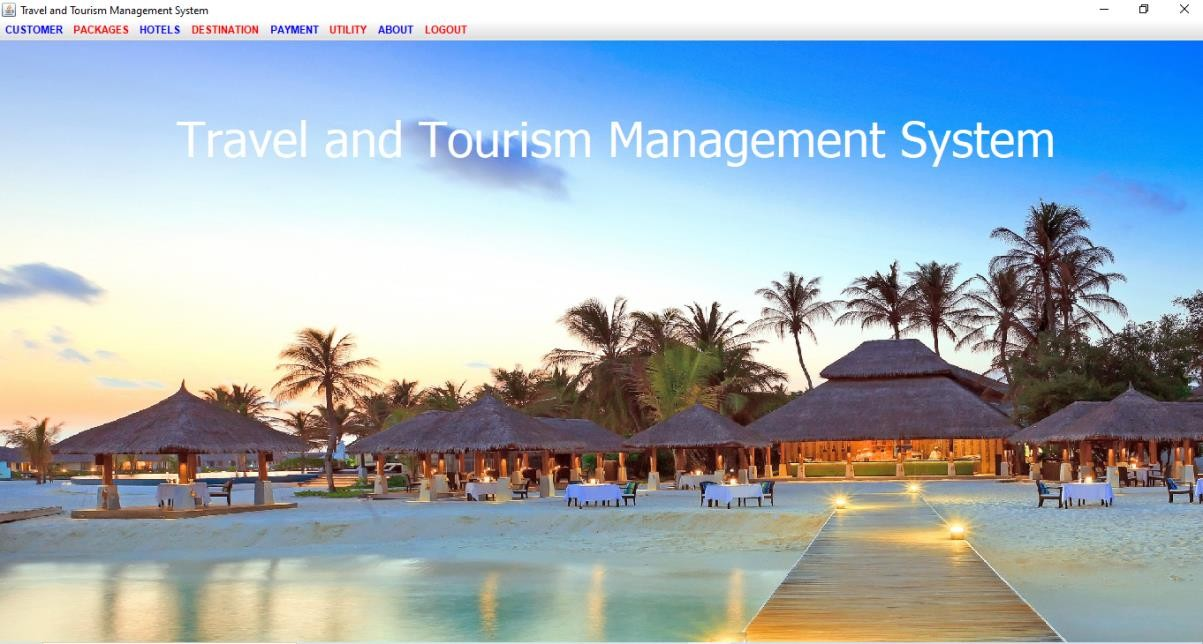 Travel and Tourism Management System
CUSTOMER PACKAGES HOTELS DESTINATION PAYMENT UTILITY ABOUT LOGOUT
Travel and Tourism Management System